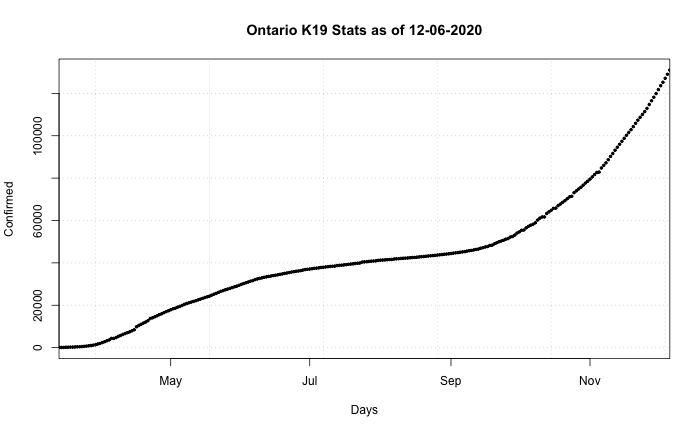 Ontario K19 Stats as of 12-06-2020
Confirmed
100000
60000
20000
0
May Jul Sep Nov
Days